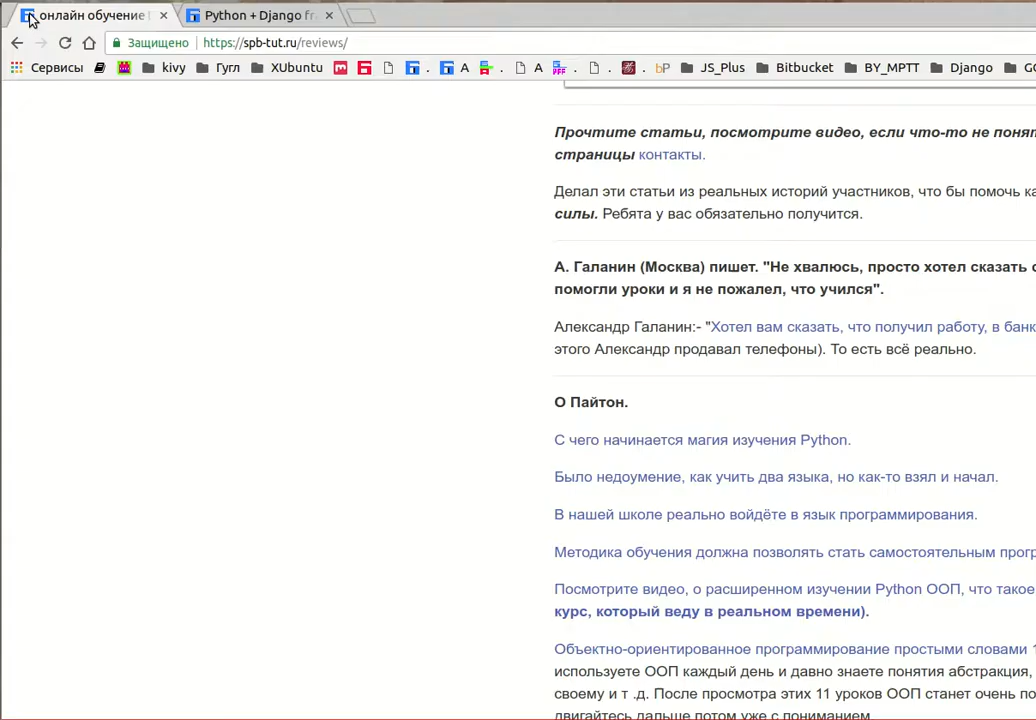 онлайн обучение
Python + Django fr
Защищено https://spb-tut.ru/reviews/
Сервисы kivy Гугл XUbuntu . A . A . . bP JS_Plus Bitbucket BY_MPTT Django
Прочтите статьи, посмотрите видео, если что-то не
страницы контакты.
Делал эти статьи из реальных историй участников, что бы помочь
силы. Ребята у вас обязательно получится.
А. Галанин (Москва) пишет. "Не хвалюсь, просто хотел сказать
помогли уроки и я не пожалел, что учился".
Александр Галанин:- "Хотел вам сказать, что получил работу, в банк
этого Александр продавал телефоны). То есть всё реально.
О Пайтон.
С чего начинается магия изучения Python.
Было недоумение, как учить два языка, но как-то взял и начал.
В нашей школе реально войдёте в язык программирования.
Методика обучения должна позволять стать самостоятельным прогр
Посмотрите видео, о расширенном изучении Python ООП, что такое
курс, который веду в реальном времени).
Объектно-ориентированное программирование простыми словами 1
используете ООП каждый день и давно знаете понятия абстракция,
своему и т .д. После просмотра этих 11 уроков ООП станет очень по
двигайтесь дальше потом уже с пониманием